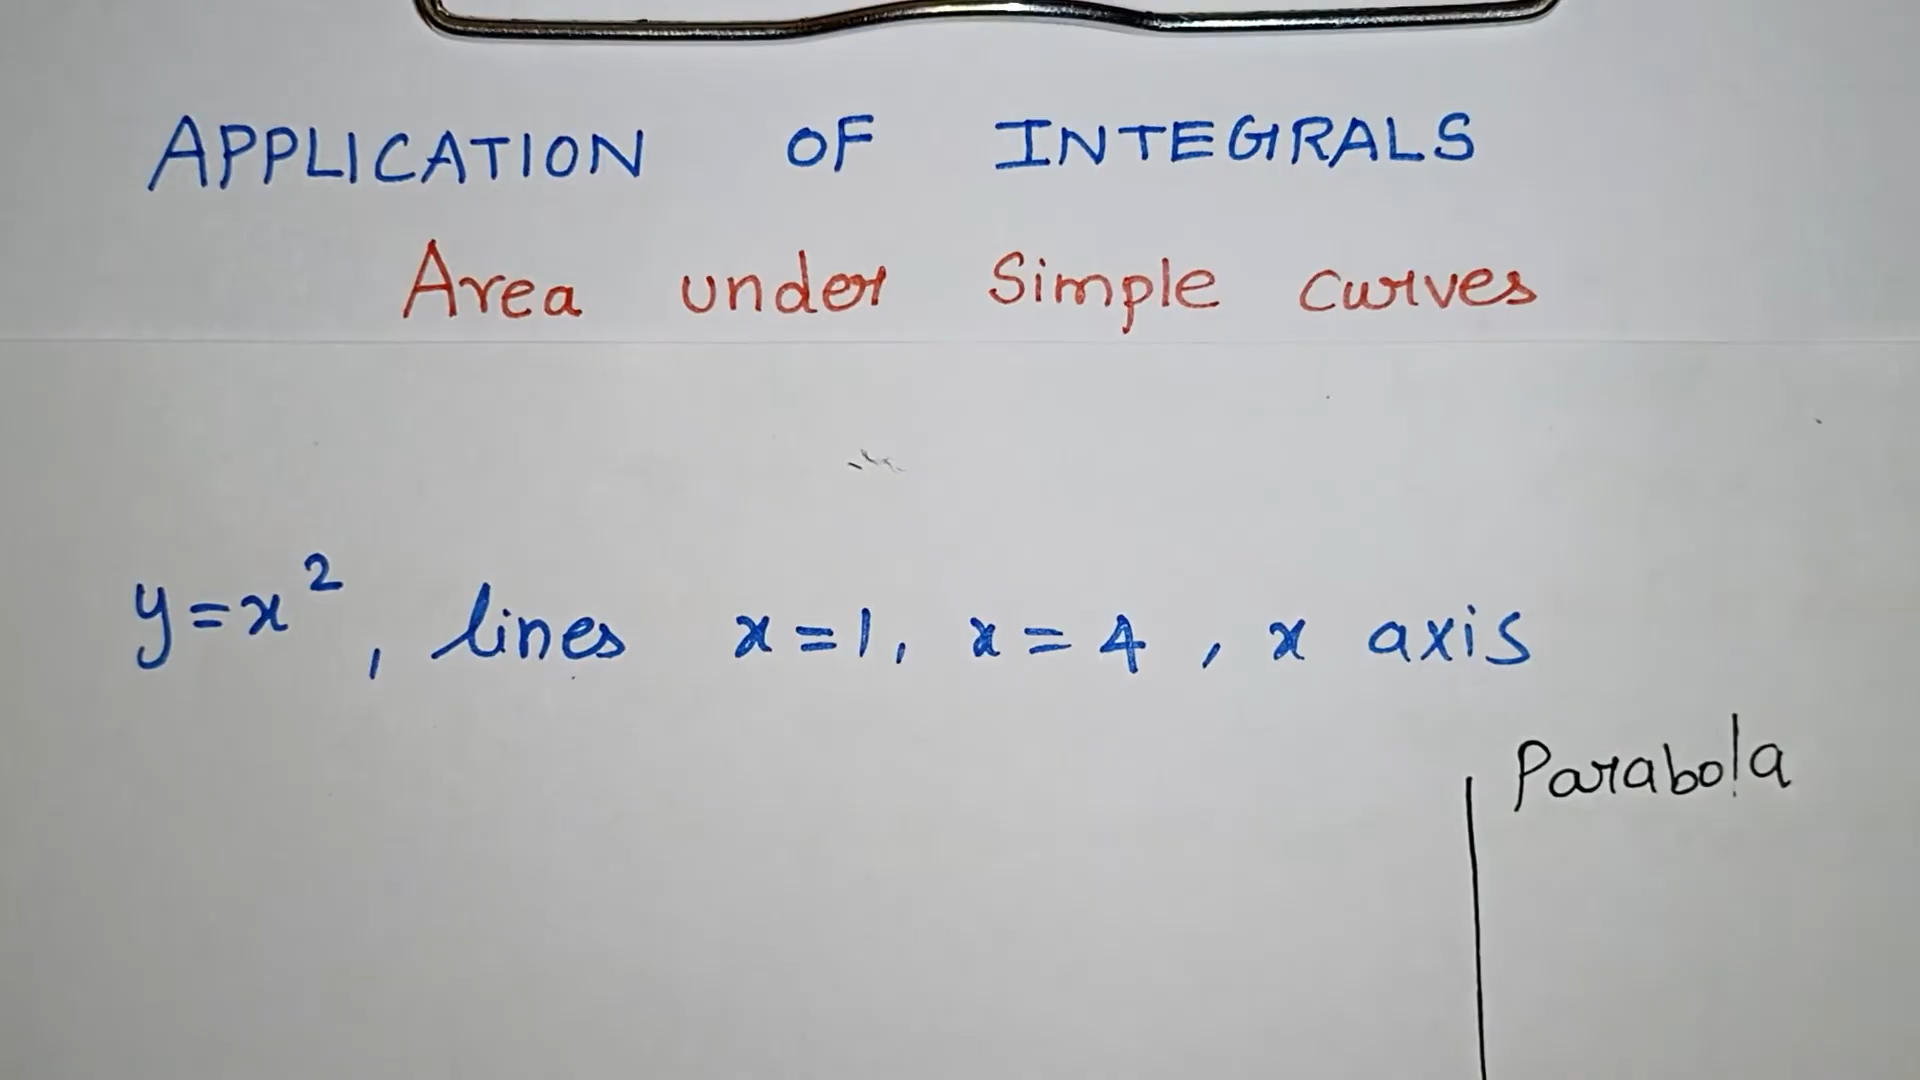 APPLICATION OF INTEGRALS
Area under Simple curves
y=x², lines x=1, x=4, x axis
Parabola